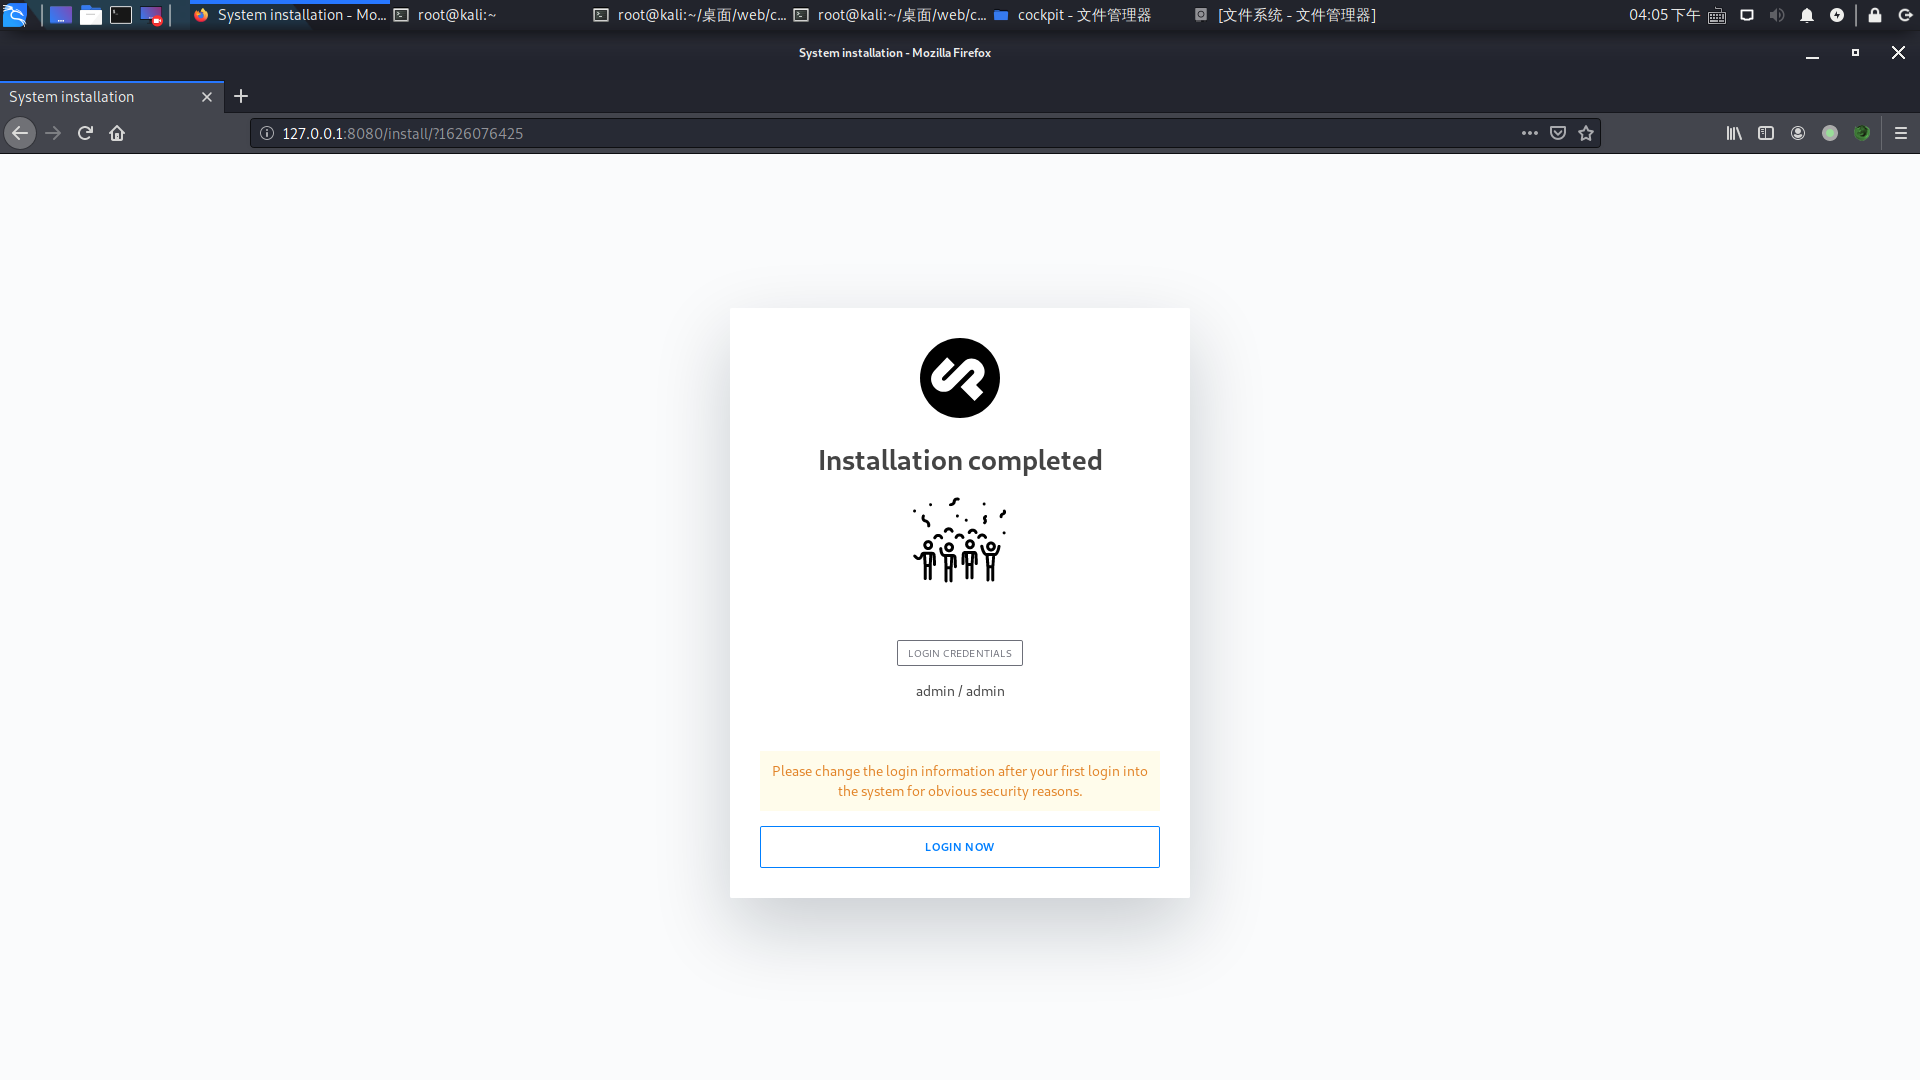 System installation - Mo...
root@kali:~
root@kali:~/桌面/web/c...
root@kali:~/桌面/web/c...
cockpit - 文件管理器
[文件系统 - 文件管理器]
04:05 下午
System installation - Mozilla Firefox
System installation
127.0.0.1:8080/install/?1626076425
Installation completed
LOGIN CREDENTIALS
admin / admin
Please change the login information after your first login into
the system for obvious security reasons.
LOGIN NOW